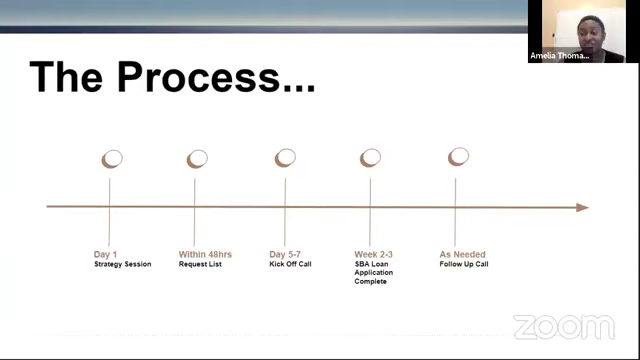 Amelia Thoma...
The Process...
Day 1
Strategy Session
Within 48hrs
Request List
Day 5-7
Kick Off Call
Week 2-3
SBA Loan
Application
Complete
As Needed
Follow Up Call
zoom